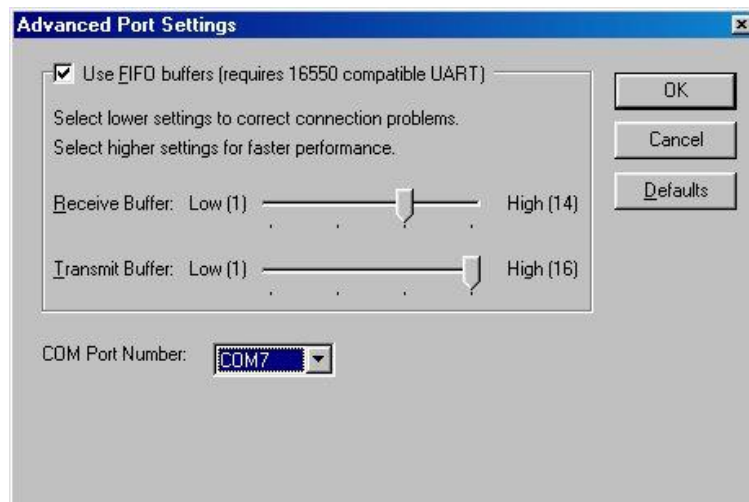 Advanced Port Settings
Use FIFO buffers (requires 16550 compatible UART)
Select lower settings to correct connection problems.
Select higher settings for faster performance.
Receive Buffer: Low (1) High (14)
Transmit Buffer: Low (1) High (16)
COM Port Number: COM7
OK
Cancel
Defaults